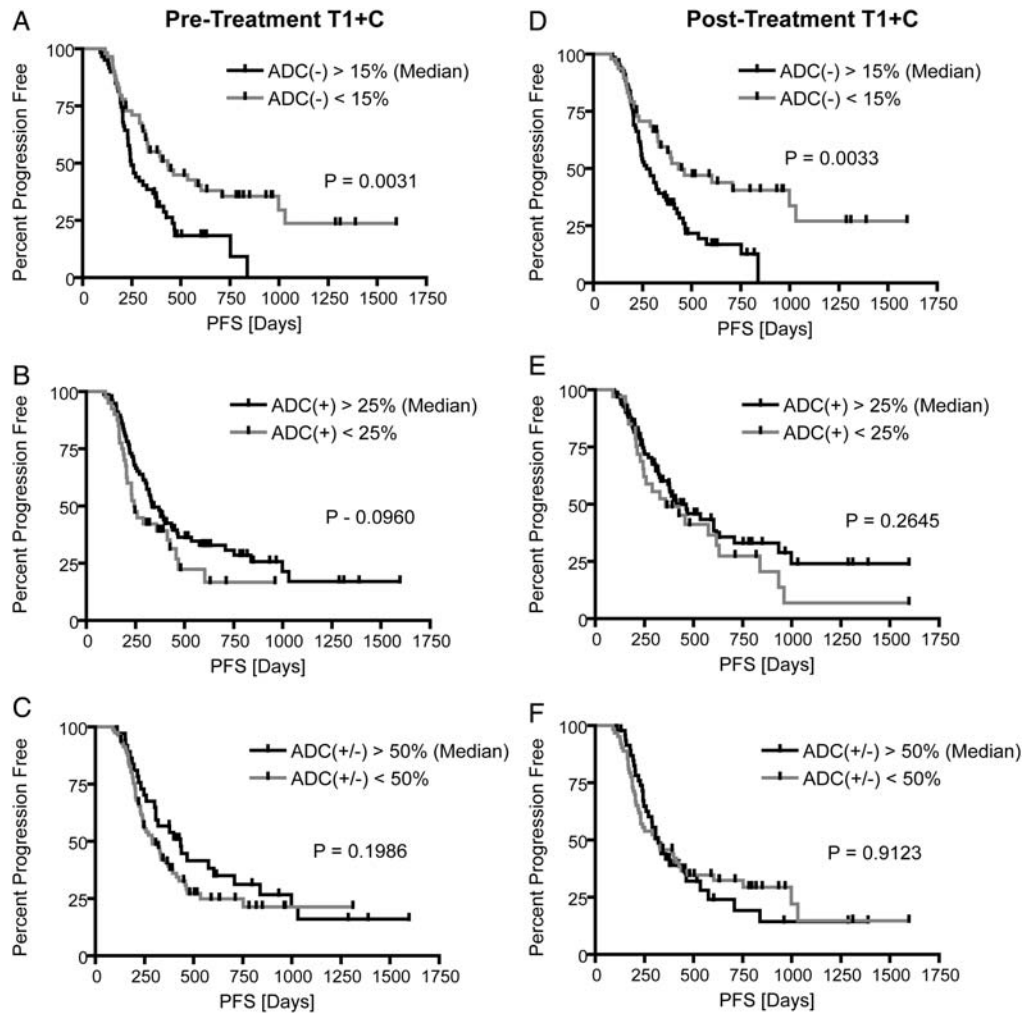 A
Pre-Treatment T1+C
Percent Progression Free
100
75
50
25
0
ADC(-) > 15% (Median)
ADC(-) < 15%
P = 0.0031
0 250 500 750 1000 1250 1500 1750
PFS [Days]
B
Percent Progression Free
100
75
50
25
0
ADC(+) > 25% (Median)
ADC(+) < 25%
P - 0.0960
0 250 500 750 1000 1250 1500 1750
PFS [Days]
C
Percent Progression Free
100
75
50
25
0
ADC(+/-) > 50% (Median)
ADC(+/-) < 50%
P = 0.1986
0 250 500 750 1000 1250 1500 1750
PFS [Days]
D
Post-Treatment T1+C
Percent Progression Free
100
75
50
25
0
ADC(-) > 15% (Median)
ADC(-) < 15%
P = 0.0033
0 250 500 750 1000 1250 1500 1750
PFS [Days]
E
Percent Progression Free
100
75
50
25
0
ADC(+) > 25% (Median)
ADC(+) < 25%
P = 0.2645
0 250 500 750 1000 1250 1500 1750
PFS [Days]
F
Percent Progression Free
100
75
50
25
0
ADC(+/-) > 50% (Median)
ADC(+/-) < 50%
P = 0.9123
0 250 500 750 1000 1250 1500 1750
PFS [Days]